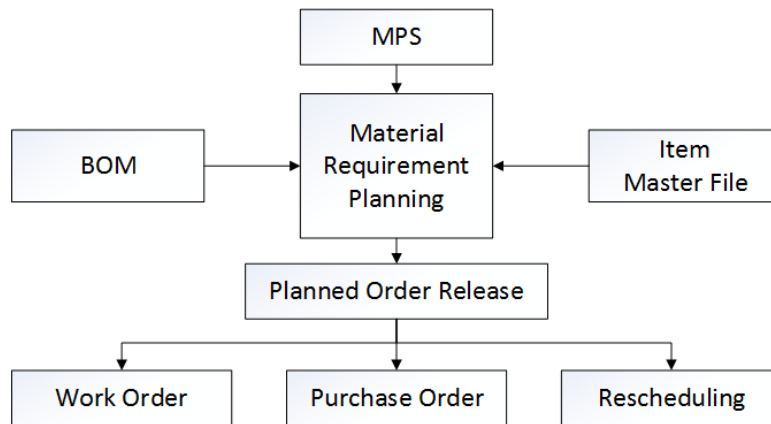 MPS
BOM
Material
Requirement
Planning
Item
Master File
Planned Order Release
Work Order
Purchase Order
Rescheduling